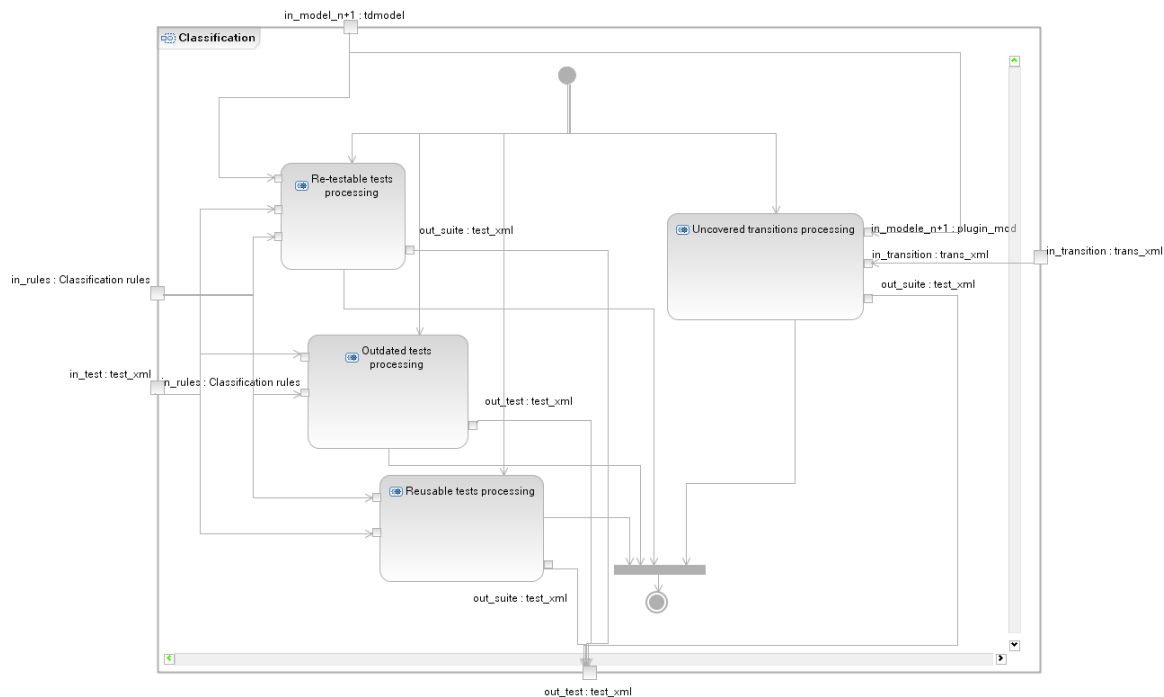 in_model_n+1 : tdmodel
Classification
Re-testable tests
processing
out_suite : test_xml
Uncovered transitions processing
in_modele_n+1 : plugin_mod
in_transition : trans_xml
in_transition : trans_xml
in_rules : Classification rules
out_suite : test_xml
Outdated tests
processing
in_test : test_xml
in_rules : Classification rules
out_test : test_xml
Reusable tests processing
out_suite : test_xml
out_test : test_xml